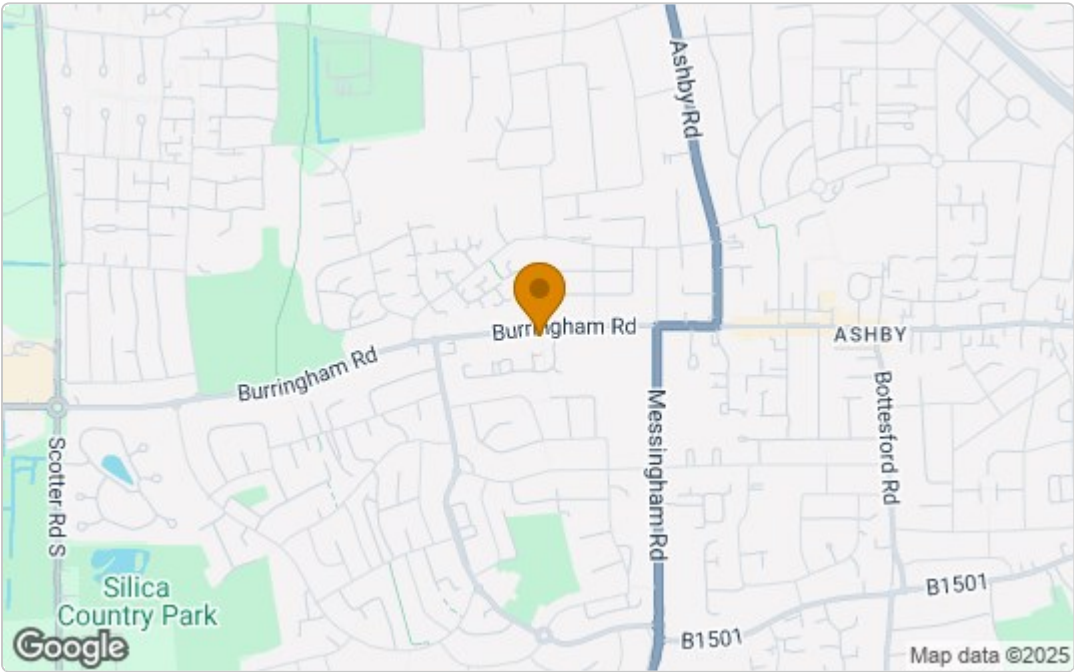 Ashby Rd
Burringham Rd
ASHBY
Burringham Rd
Bottesford Rd
Messingham Rd
Scotter Rd S
Silica
Country Park
B1501
B1501
Google
Map data ©2025